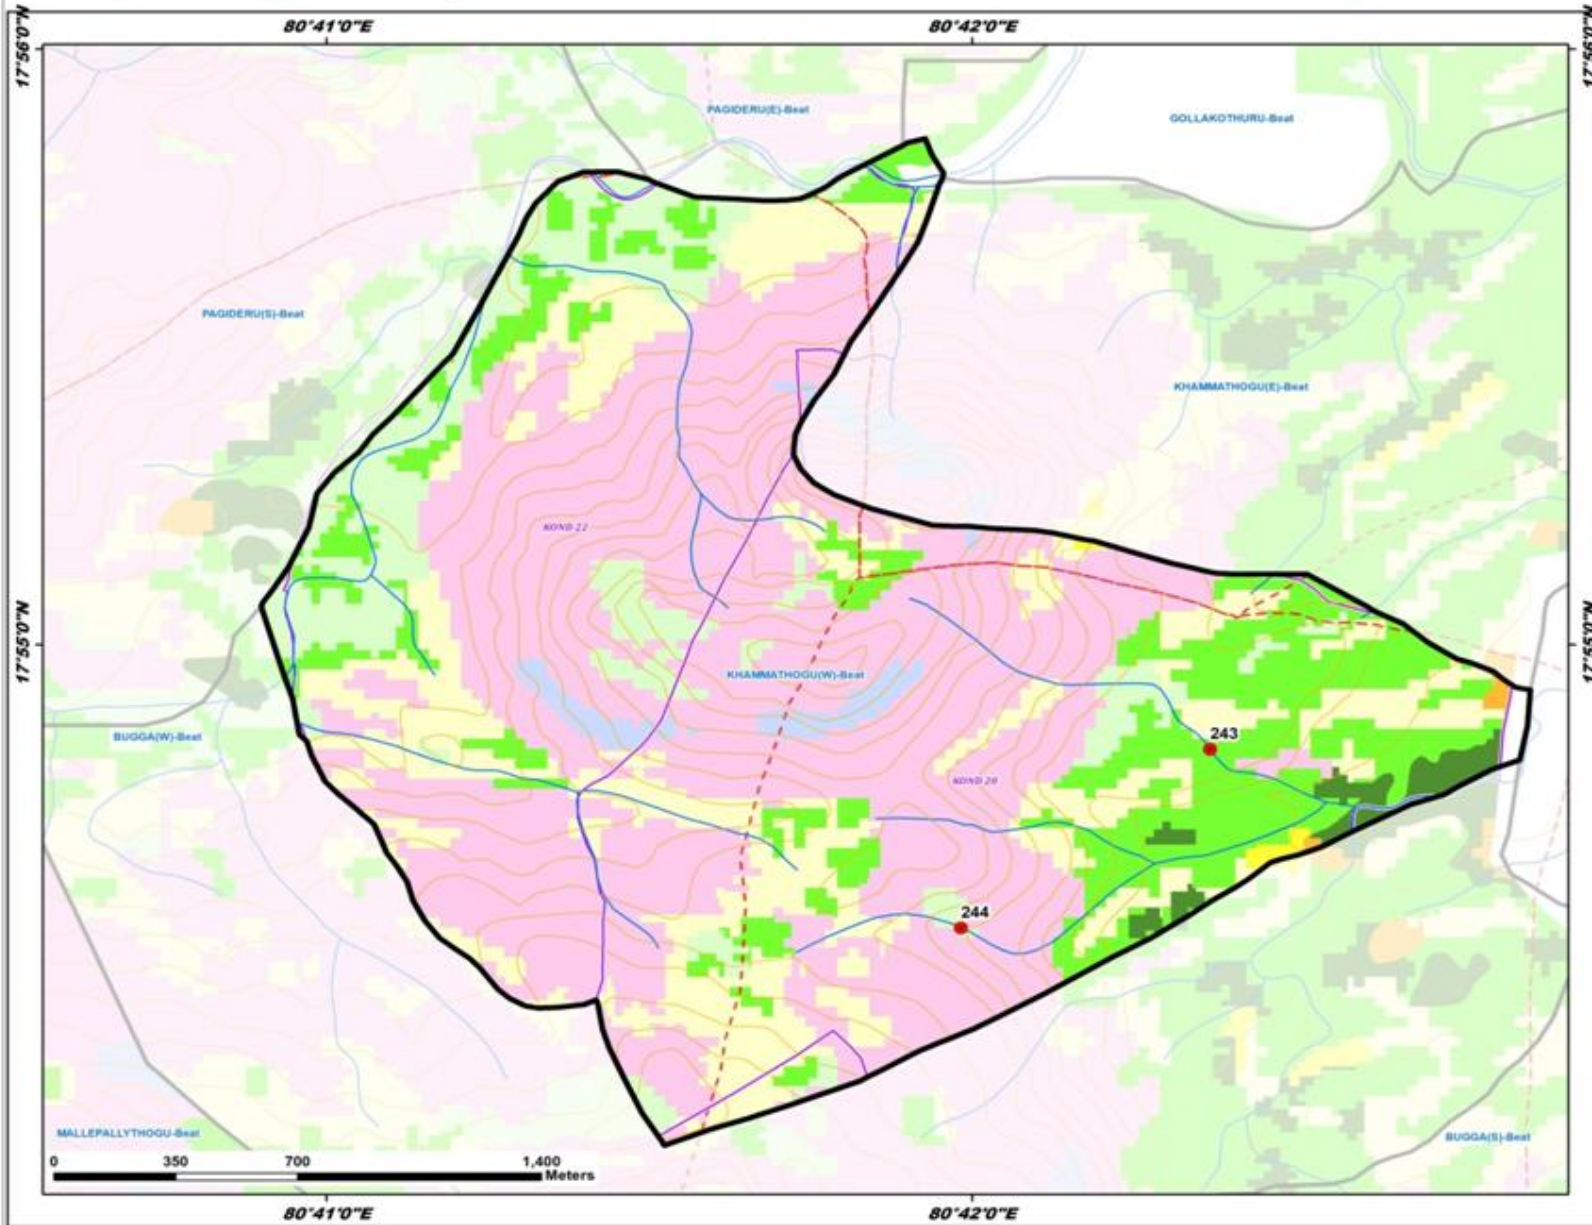 80°41'0"E
80°42'0"E
17°56'0"N
17°56'0"N
PAGIDERU(E)-Beat
GOLLAKOTHURU-Beat
PAGIDERU(S)-Beat
KHAMMATHOGU(E)-Beat
KOND 22
17°55'0"N
17°55'0"N
KHAMMATHOGU(W)-Beat
BUGGA(W)-Beat
243
KOND 20
244
MALLEPALLYTHOGU-Beat
BUGGA(S)-Beat
0 350 700 1,400
Meters
80°41'0"E
80°42'0"E